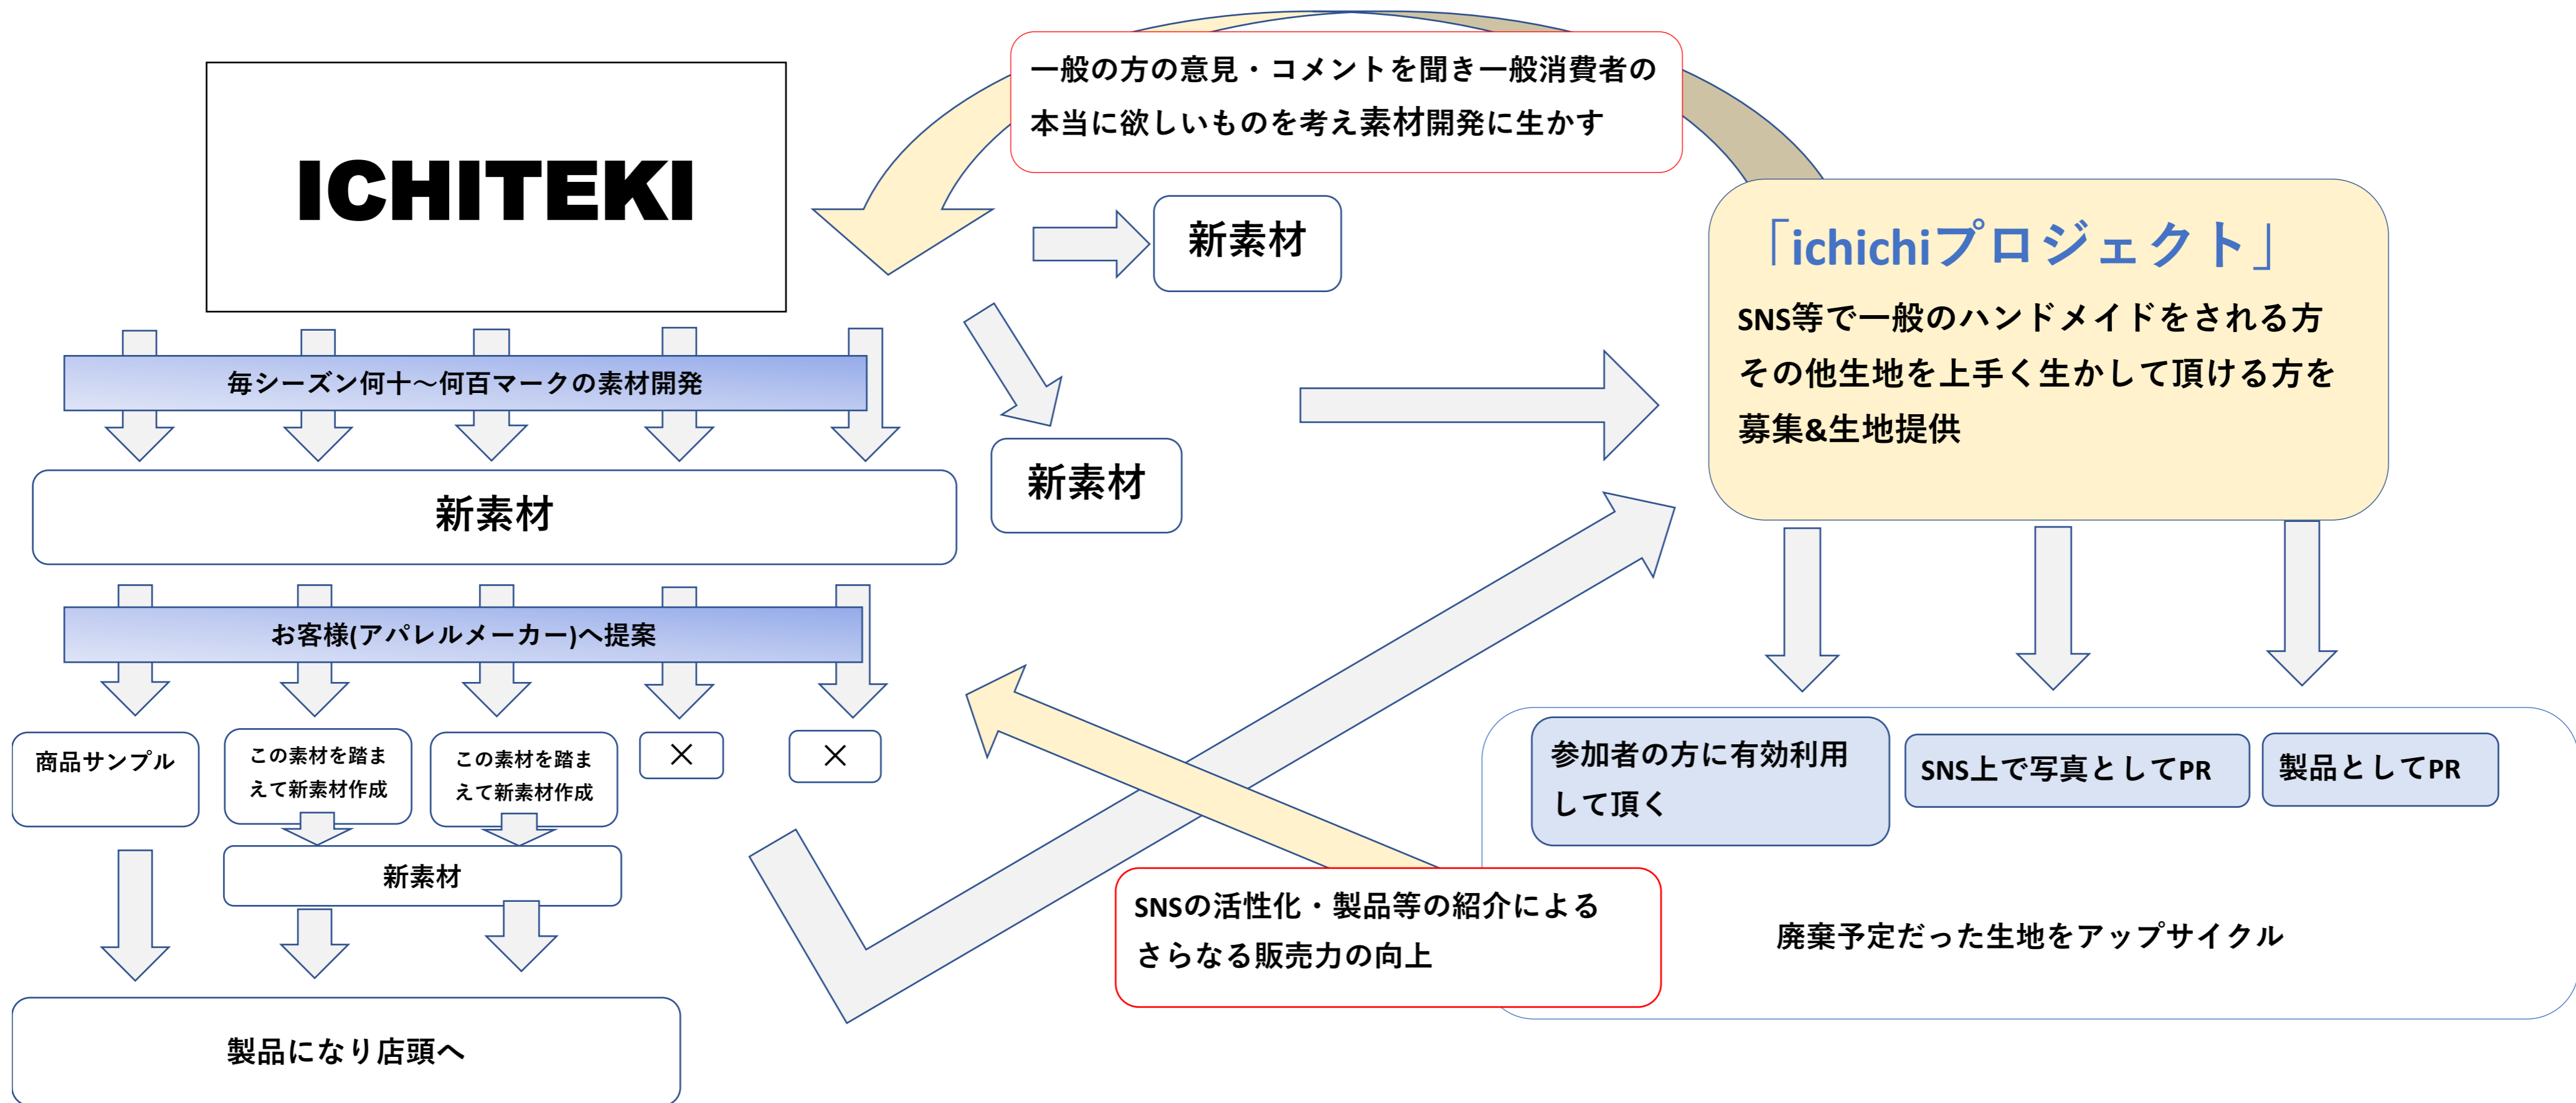 ICHITEKI
一般の方の意見・コメントを聞き一般消費者の
本当に欲しいものを考え素材開発に生かす
新素材
「ichichiプロジェクト」
SNS等で一般のハンドメイドをされる方
その他生地を上手く生かして頂ける方を
募集&生地提供
毎シーズン何十～何百マークの素材開発
新素材
新素材
お客様(アパレルメーカー)へ提案
商品サンプル
この素材を踏ま
えて新素材作成
この素材を踏ま
えて新素材作成
×
×
新素材
製品になり店頭へ
参加者の方に有効利用
して頂く
SNS上で写真としてPR
製品としてPR
SNSの活性化・製品等の紹介による
さらなる販売力の向上
廃棄予定だった生地をアップサイクル